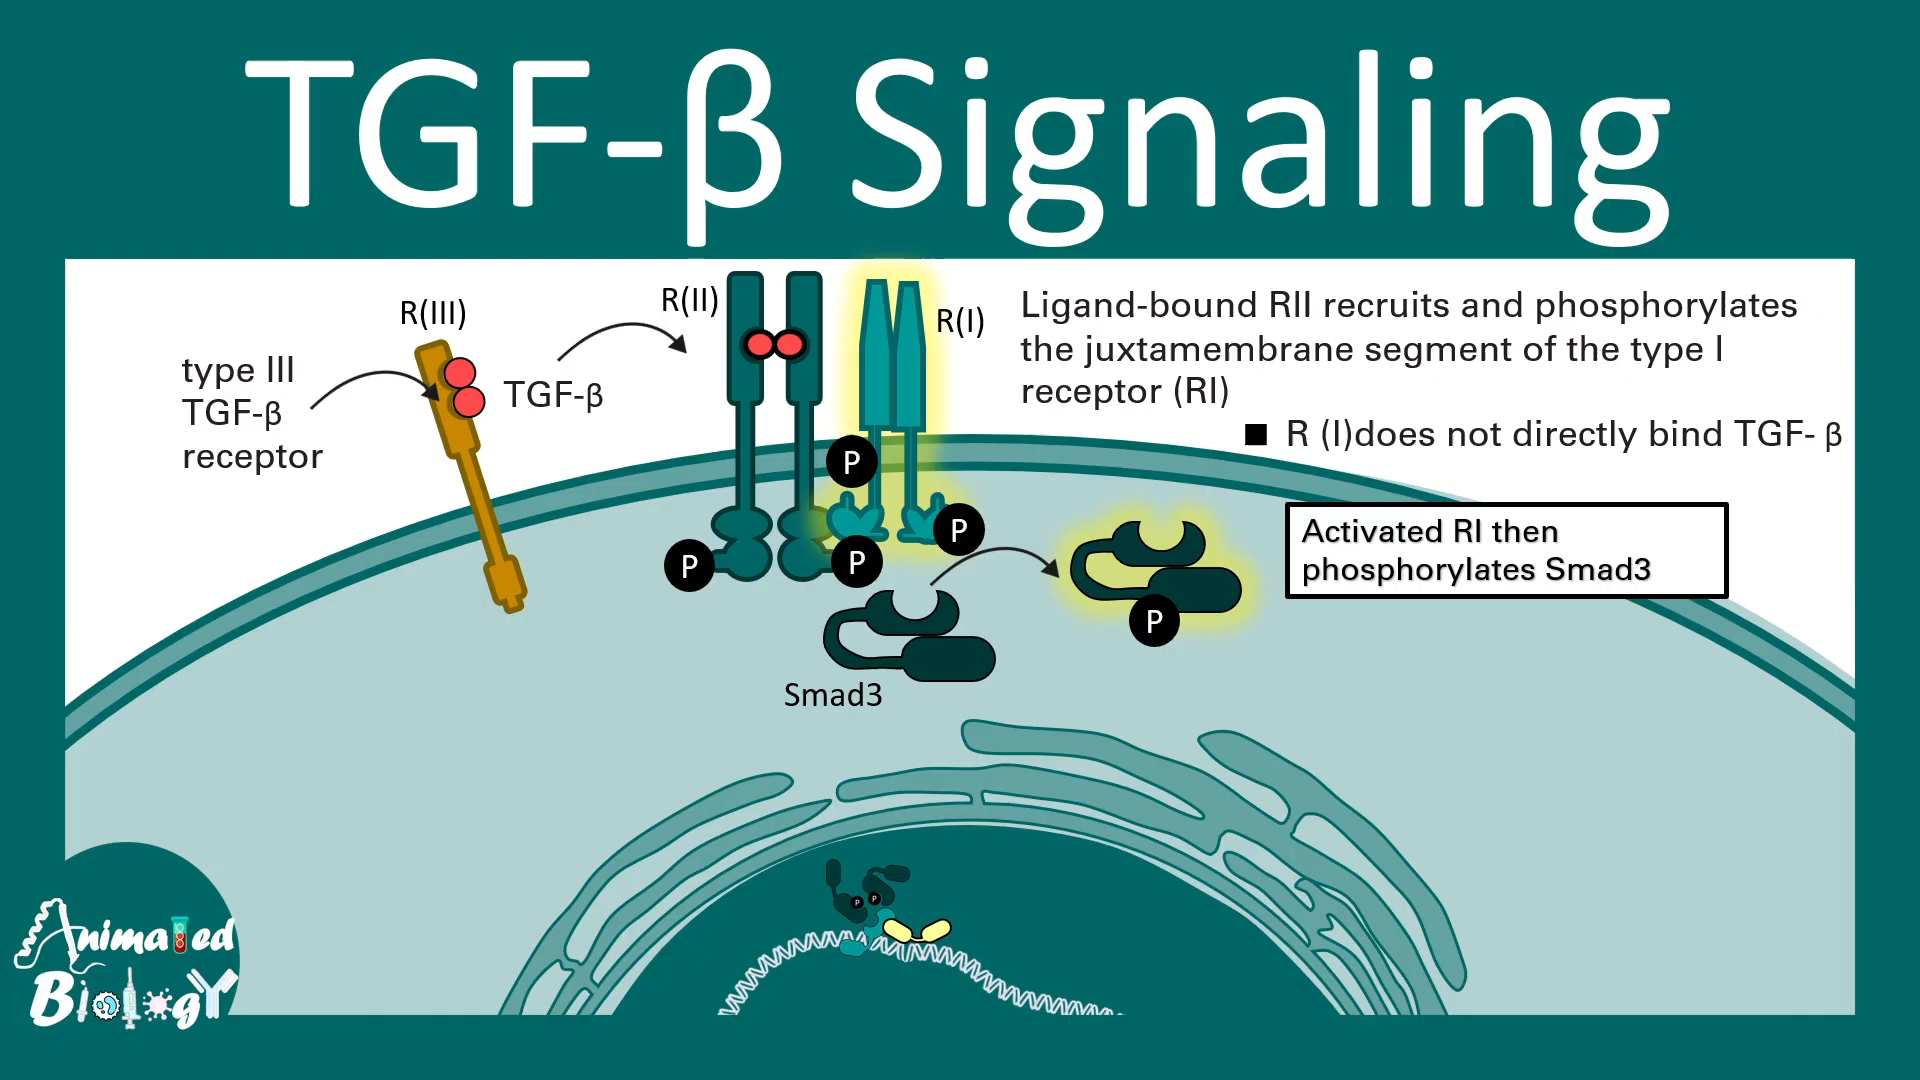 TGF-β Signaling
R(III)
type III
TGF-β
receptor
TGF-β
R(II)
R(I)
Ligand-bound RII recruits and phosphorylates
the juxtamembrane segment of the type I
receptor (RI)
■ R (I)does not directly bind TGF- β
P
P
P
P
P
Activated RI then
phosphorylates Smad3
Smad3
P
P
Animated
Biology